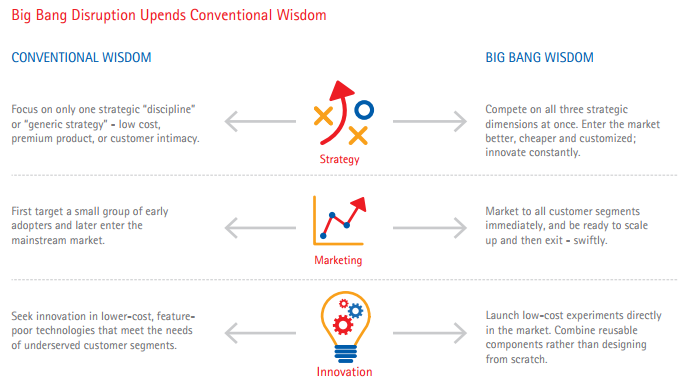 Big Bang Disruption Upends Conventional Wisdom
CONVENTIONAL WISDOM
BIG BANG WISDOM
Focus on only one strategic "discipline"
or "generic strategy" - low cost,
premium product, or customer intimacy.
Strategy
Compete on all three strategic
dimensions at once. Enter the market
better, cheaper and customized;
innovate constantly.
First target a small group of early
adopters and later enter the
mainstream market.
Marketing
Market to all customer segments
immediately, and be ready to scale
up and then exit - swiftly.
Seek innovation in lower-cost, feature-
poor technologies that meet the needs
of underserved customer segments.
Innovation
Launch low-cost experiments directly
in the market. Combine reusable
components rather than designing
from scratch.